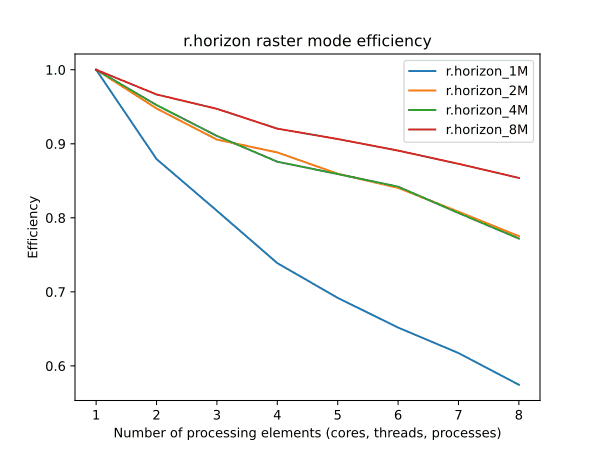 r.horizon raster mode efficiency
r.horizon_1M
r.horizon_2M
r.horizon_4M
r.horizon_8M
Efficiency
1.0
0.9
0.8
0.7
0.6
1 2 3 4 5 6 7 8
Number of processing elements (cores, threads, processes)